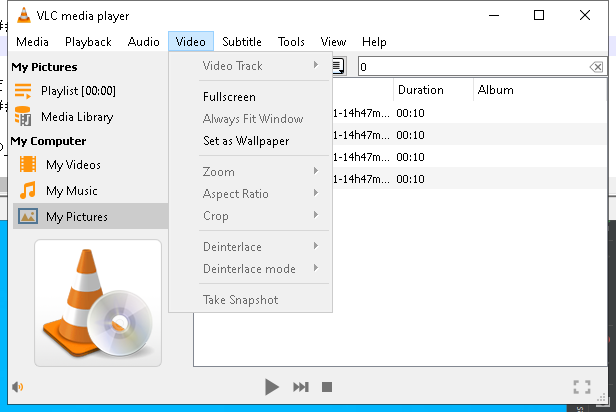 VLC media player
Media Playback Audio Video Subtitle Tools View Help
My Pictures
Playlist [00:00]
Media Library
My Computer
My Videos
My Music
My Pictures
Video Track
Fullscreen
Always Fit Window
Set as Wallpaper
Zoom
Aspect Ratio
Crop
Deinterlace
Deinterlace mode
Take Snapshot
0
Duration Album
1-14h47m... 00:10
1-14h47m... 00:10
1-14h47m... 00:10
1-14h47m... 00:10